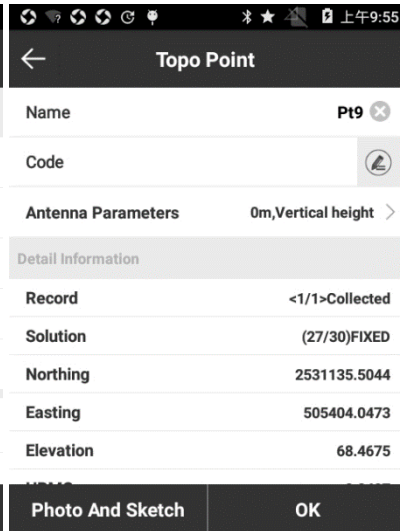 上午9:55
Topo Point
Name Pt9
Code
Antenna Parameters 0m,Vertical height
Detail Information
Record <1/1>Collected
Solution (27/30)FIXED
Northing 2531135.5044
Easting 505404.0473
Elevation 68.4675
Photo And Sketch OK